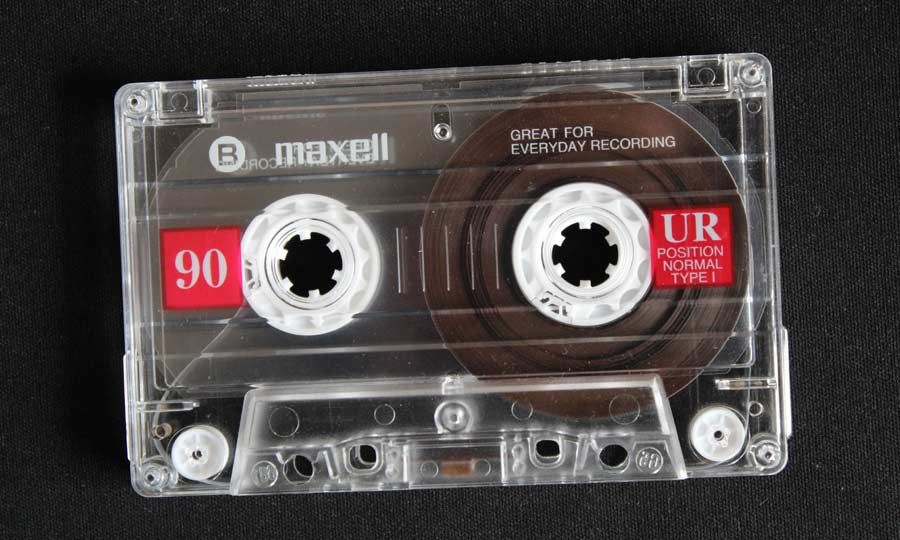 B maxell
GREAT FOR
EVERYDAY RECORDING
90
UR
POSITION
NORMAL
TYPE I